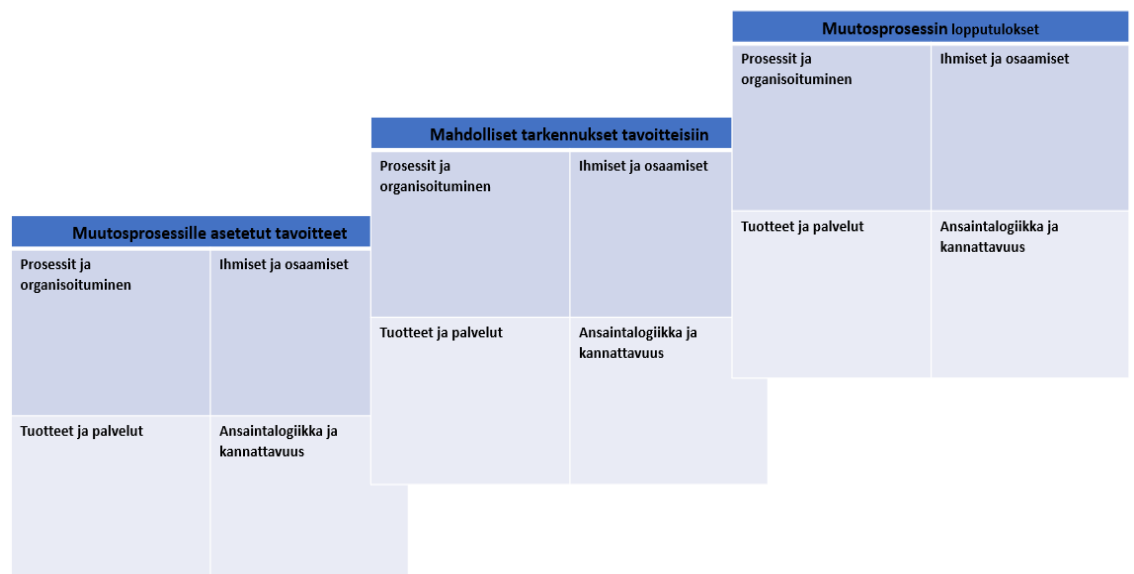 Muutosprosessin lopputulokset
Prosessit ja
organisoituminen
Ihmiset ja osaamiset
Tuotteet ja palvelut
Ansaintalogiikka ja
kannattavuus
Mahdolliset tarkennukset tavoitteisiin
Prosessit ja
organisoituminen
Ihmiset ja osaamiset
Tuotteet ja palvelut
Ansaintalogiikka ja
kannattavuus
Muutosprosessille asetetut tavoitteet
Prosessit ja
organisoituminen
Ihmiset ja osaamiset
Tuotteet ja palvelut
Ansaintalogiikka ja
kannattavuus